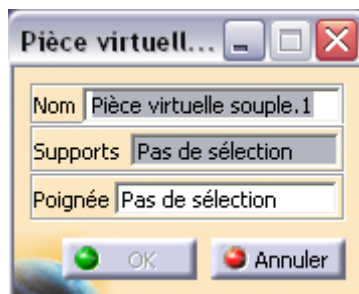 Pièce virtuell...
Nom Pièce virtuelle souple.1
Supports Pas de sélection
Poignée Pas de sélection
OK Annuler